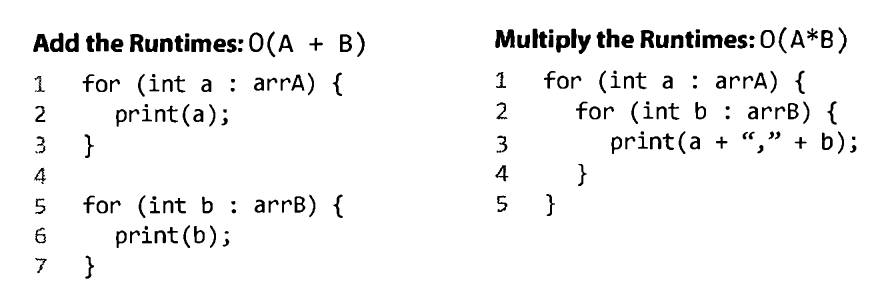 Add the Runtimes: O(A + B)
1 for (int a : arrA) {
2 print(a);
3 }
4
5 for (int b : arrB) {
6 print(b);
7 }
Multiply the Runtimes: O(A*B)
1 for (int a : arrA) {
2 for (int b : arrB) {
3 print(a + “,” + b);
4 }
5 }